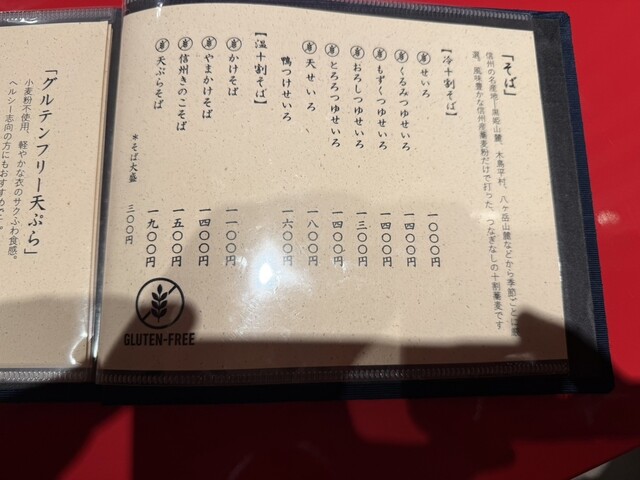 「そば」
信州の名産地―黒姫山麓、木島平村、八ヶ岳山麓などから季節ごとに厳
選。風味豊かな信州産蕎麦粉だけで打った、つなぎなしの十割蕎麦です
【冷十割そば】
せいろ 一〇〇〇円
くるみつゆせいろ 一四〇〇円
もずくつゆせいろ 一四〇〇円
おろしつゆせいろ 一三〇〇円
とろろつゆせいろ 一四〇〇円
天せいろ 一八〇〇円
鴨つけせいろ 一六〇〇円
【温十割そば】
かけそば 一一〇〇円
やまかけそば 一四〇〇円
信州きのこそば 一五〇〇円
天ぷらそば 一九〇〇円
＊そば大盛 三〇〇円
GLUTEN-FREE
「グルテンフリー天ぷら」
小麦粉不使用、軽やかな衣のサクふわ食感。
ヘルシー志向の方にもおすすめ